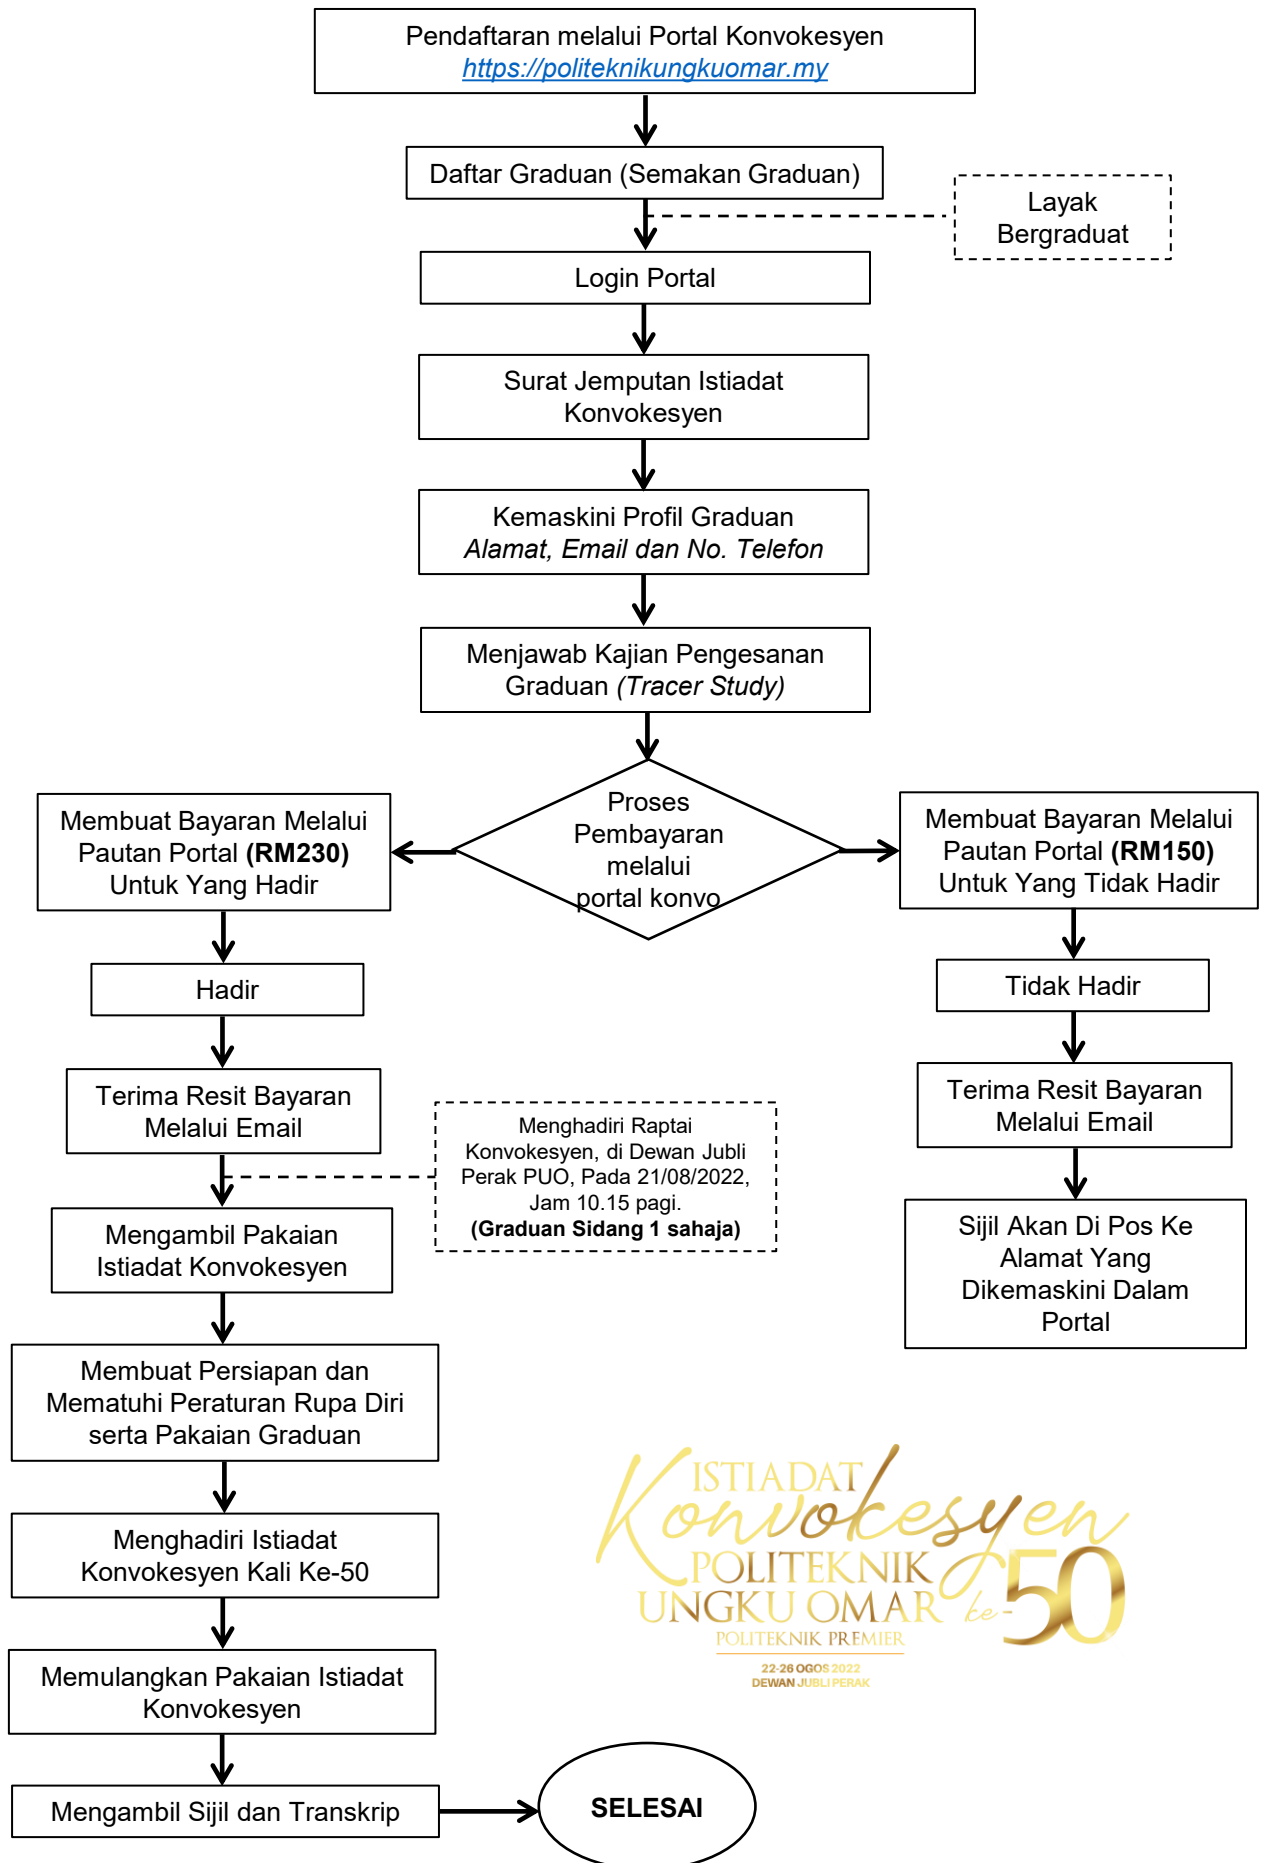 Pendaftaran melalui Portal Konvokesyen
https://politeknikungkuomar.my
Daftar Graduan (Semakan Graduan)
Layak
Bergraduat
Login Portal
Surat Jemputan Istiadat
Konvokesyen
Kemaskini Profil Graduan
Alamat, Email dan No. Telefon
Menjawab Kajian Pengesanan
Graduan (Tracer Study)
Proses
Pembayaran
melalui
portal konvo
Membuat Bayaran Melalui
Pautan Portal (RM230)
Untuk Yang Hadir
Hadir
Terima Resit Bayaran
Melalui Email
Menghadiri Raptai
Konvokesyen, di Dewan Jubli
Perak PUO, Pada 21/08/2022,
Jam 10.15 pagi.
(Graduan Sidang 1 sahaja)
Mengambil Pakaian
Istiadat Konvokesyen
Membuat Persiapan dan
Mematuhi Peraturan Rupa Diri
serta Pakaian Graduan
Menghadiri Istiadat
Konvokesyen Kali Ke-50
Memulangkan Pakaian Istiadat
Konvokesyen
Mengambil Sijil dan Transkrip
SELESAI
Membuat Bayaran Melalui
Pautan Portal (RM150)
Untuk Yang Tidak Hadir
Tidak Hadir
Terima Resit Bayaran
Melalui Email
Sijil Akan Di Pos Ke
Alamat Yang
Dikemaskini Dalam
Portal
ISTIADAT
Konvokesyen
POLITEKNIK
UNGKU OMAR ke-50
POLITEKNIK PREMIER
22-26 OGOS 2022
DEWAN JUBLI PERAK